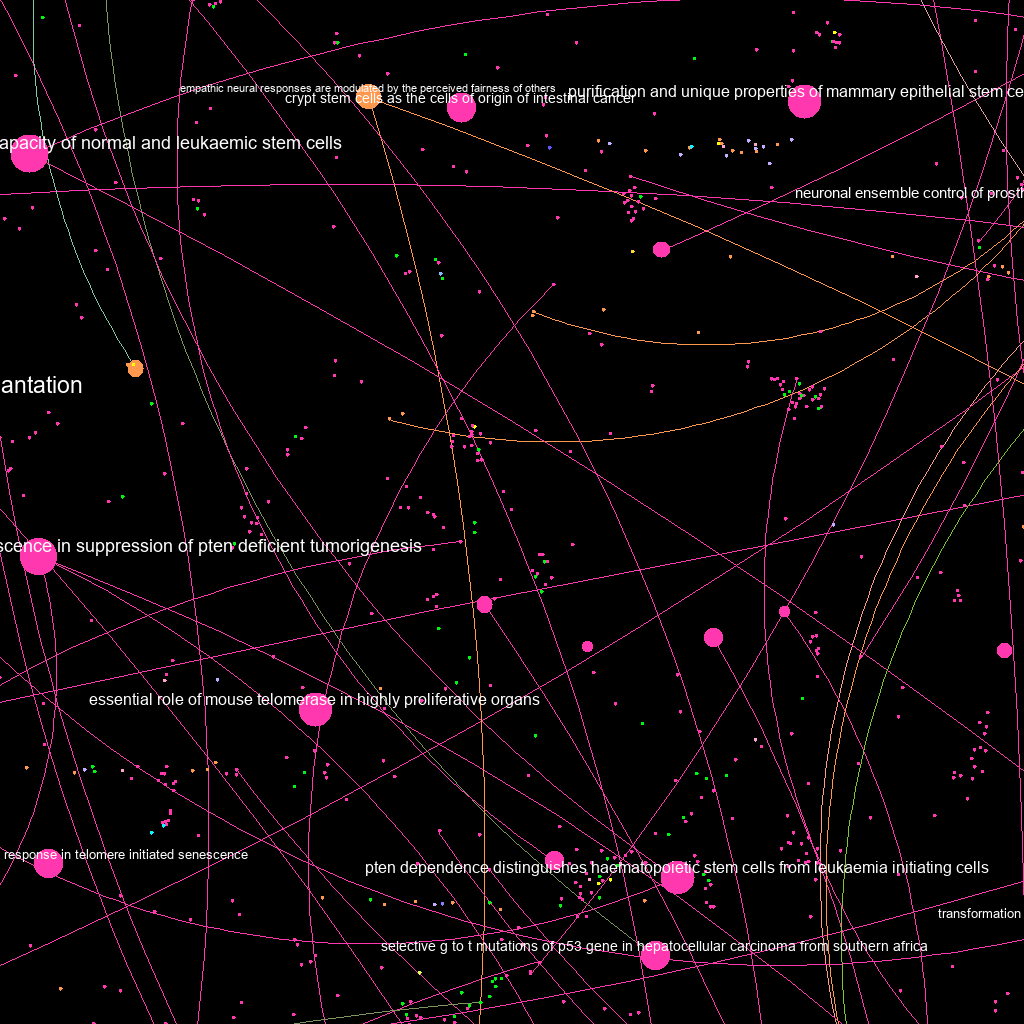 empathic neural responses are modulated by the perceived fairness of others
crypt stem cells as the cells of origin of intestinal cancer
purification and unique properties of mammary epithelial stem ce
apacity of normal and leukaemic stem cells
neuronal ensemble control of prosth
antation
scence in suppression of pten deficient tumorigenesis
essential role of mouse telomerase in highly proliferative organs
response in telomere initiated senescence
pten dependence distinguishes haematopoietic stem cells from leukaemia initiating cells
transformation
selective g to t mutations of p53 gene in hepatocellular carcinoma from southern africa